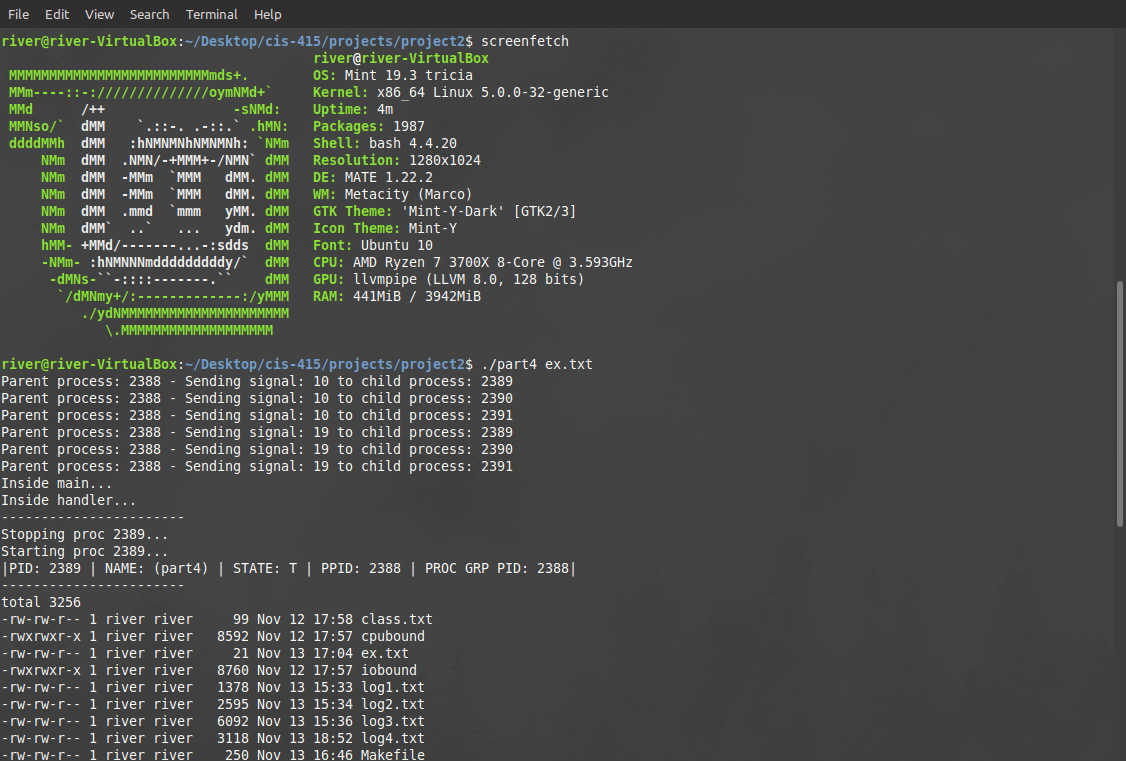 File Edit View Search Terminal Help
river@river-VirtualBox:~/Desktop/cis-415/projects/project2$ screenfetch
                                       river@river-VirtualBox
 MMMMMMMMMMMMMMMMMMMMMMMMMmds+.        OS: Mint 19.3 tricia
 MMm----::-://////////////oymNMd+`     Kernel: x86_64 Linux 5.0.0-32-generic
 MMd      /++                -sNMd:    Uptime: 4m
 MMNso/`  dMM    `.::-. .-::.` .hMN:   Packages: 1987
 ddddMMh  dMM   :hNMNMNhNMNMNh: `NMm   Shell: bash 4.4.20
     NMm  dMM  .NMN/-+MMM+-/NMN` dMM   Resolution: 1280x1024
     NMm  dMM  -MMm  `MMM   dMM. dMM   DE: MATE 1.22.2
     NMm  dMM  -MMm  `MMM   dMM. dMM   WM: Metacity (Marco)
     NMm  dMM  .mmd  `mmm   yMM. dMM   GTK Theme: 'Mint-Y-Dark' [GTK2/3]
     NMm  dMM`  ..`   ...   ydm. dMM   Icon Theme: Mint-Y
     hMM- +MMd/-------...-:sdds  dMM   Font: Ubuntu 10
     -NMm- :hNMNNNmdddddddddy/`  dMM   CPU: AMD Ryzen 7 3700X 8-Core @ 3.593GHz
      -dMNs-``-::::-------.``    dMM   GPU: llvmpipe (LLVM 8.0, 128 bits)
       `/dMNmy+/:-------------:/yMMM   RAM: 441MiB / 3942MiB
          ./ydNMMMMMMMMMMMMMMMMMMMMM
             \.MMMMMMMMMMMMMMMMMMM
river@river-VirtualBox:~/Desktop/cis-415/projects/project2$ ./part4 ex.txt
Parent process: 2388 - Sending signal: 10 to child process: 2389
Parent process: 2388 - Sending signal: 10 to child process: 2390
Parent process: 2388 - Sending signal: 10 to child process: 2391
Parent process: 2388 - Sending signal: 19 to child process: 2389
Parent process: 2388 - Sending signal: 19 to child process: 2390
Parent process: 2388 - Sending signal: 19 to child process: 2391
Inside main...
Inside handler...
-----------------------
Stopping proc 2389...
Starting proc 2389...
|PID: 2389 | NAME: (part4) | STATE: T | PPID: 2388 | PROC GRP PID: 2388|
-----------------------
total 3256
-rw-rw-r-- 1 river river     99 Nov 12 17:58 class.txt
-rwxrwxr-x 1 river river   8592 Nov 12 17:57 cpubound
-rw-rw-r-- 1 river river     21 Nov 13 17:04 ex.txt
-rwxrwxr-x 1 river river   8760 Nov 12 17:57 iobound
-rw-rw-r-- 1 river river   1378 Nov 13 15:33 log1.txt
-rw-rw-r-- 1 river river   2595 Nov 13 15:34 log2.txt
-rw-rw-r-- 1 river river   6092 Nov 13 15:36 log3.txt
-rw-rw-r-- 1 river river   3118 Nov 13 18:52 log4.txt
-rw-rw-r-- 1 river river    250 Nov 13 16:46 Makefile